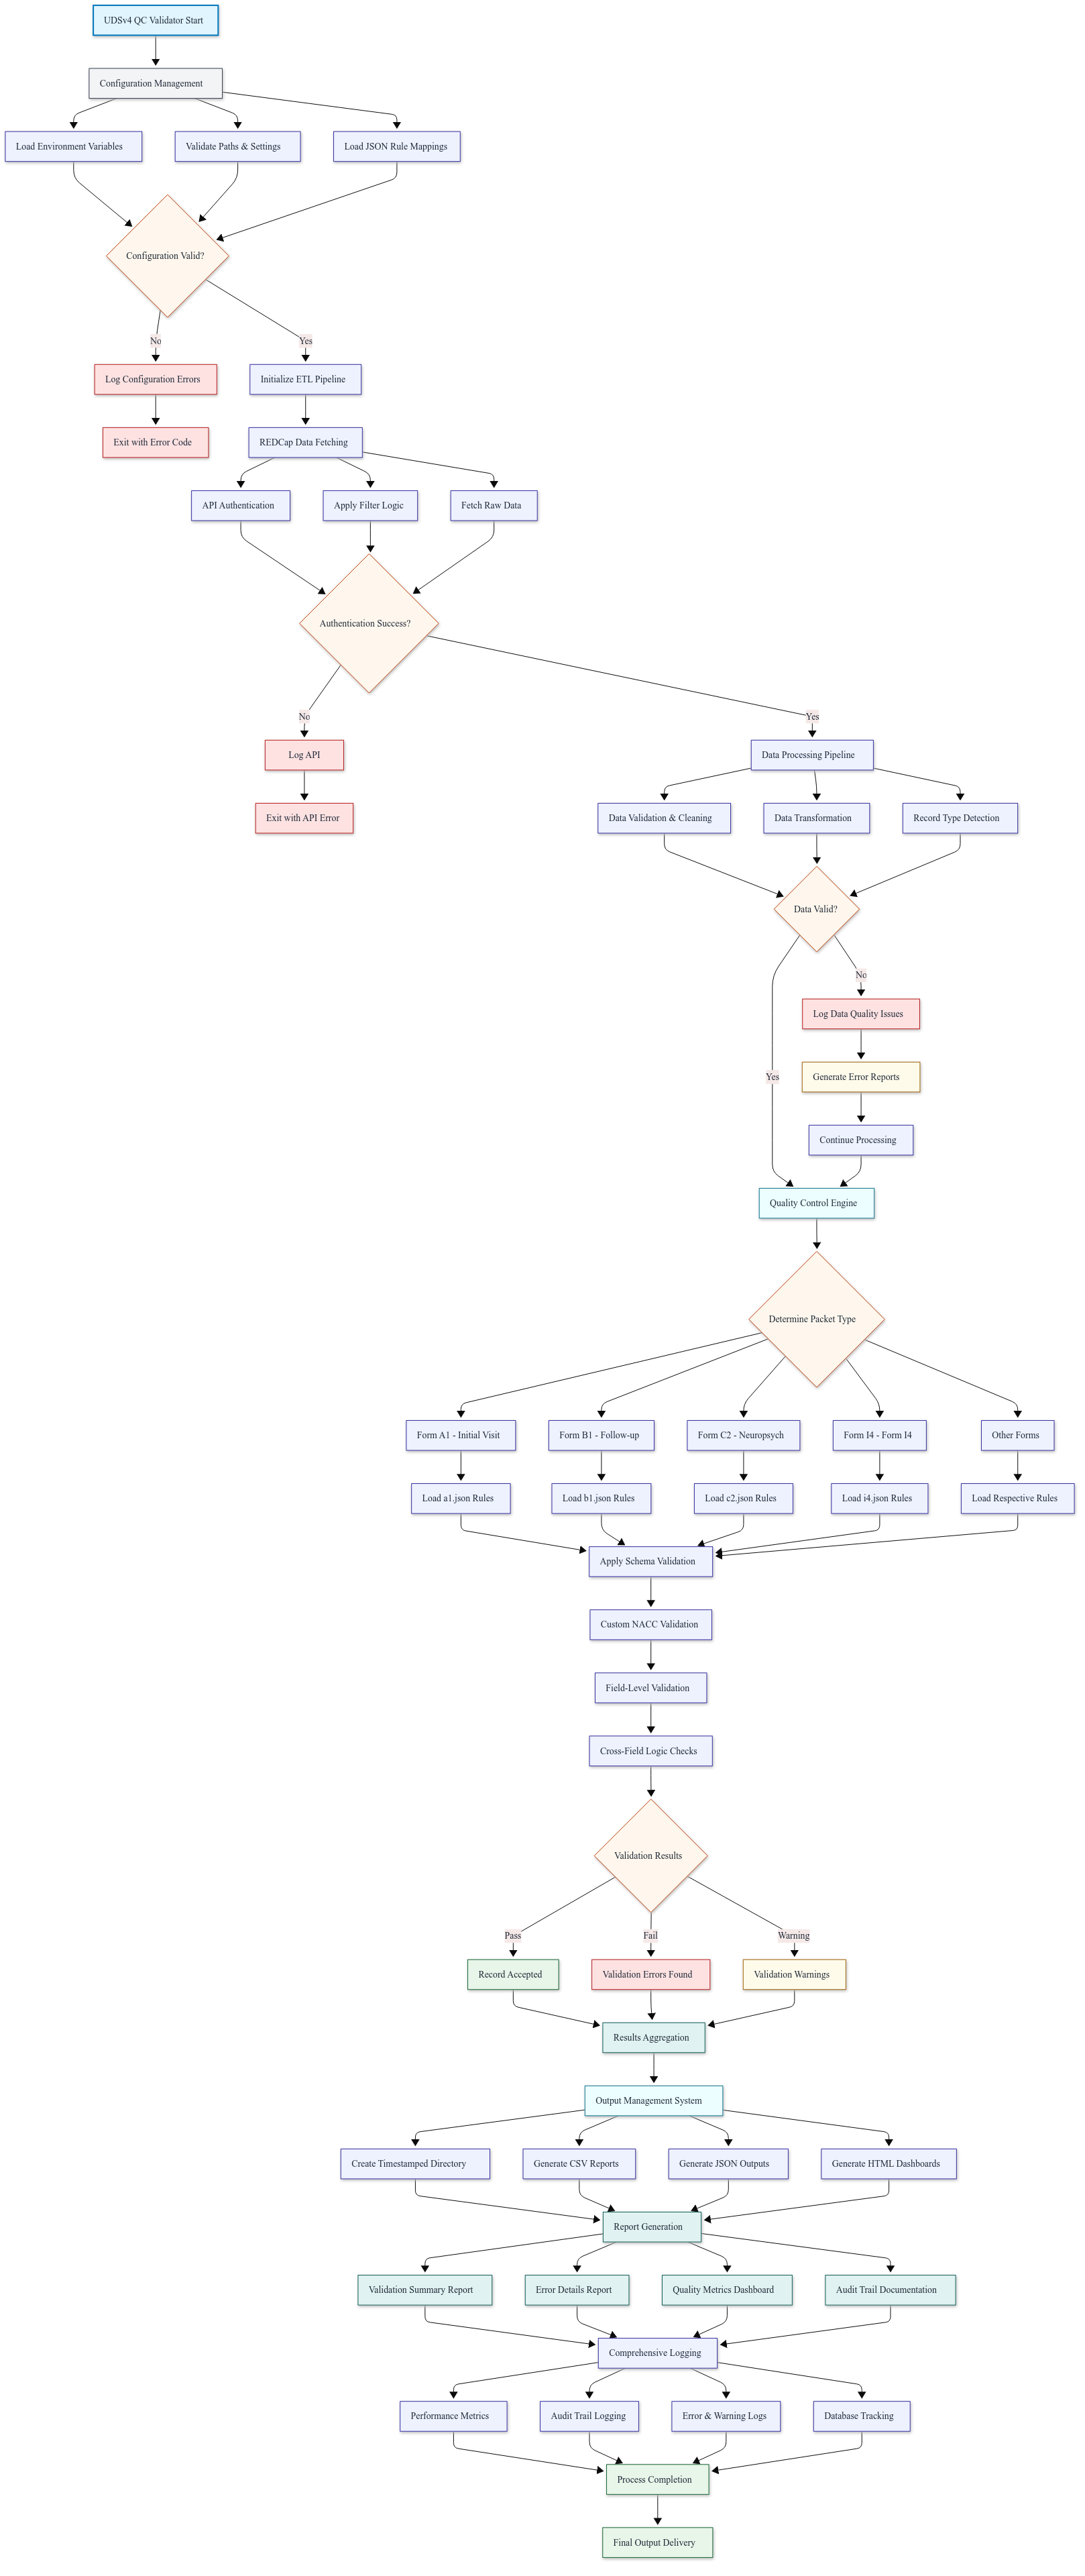 UDSv4 QC Validator Start
Configuration Management
Load Environment Variables
Validate Paths & Settings
Load JSON Rule Mappings
Configuration Valid?
No
Yes
Log Configuration Errors
Initialize ETL Pipeline
Exit with Error Code
REDCap Data Fetching
API Authentication
Apply Filter Logic
Fetch Raw Data
Authentication Success?
No
Yes
Log API
Data Processing Pipeline
Exit with API Error
Data Validation & Cleaning
Data Transformation
Record Type Detection
Data Valid?
No
Log Data Quality Issues
Yes
Generate Error Reports
Continue Processing
Quality Control Engine
Determine Packet Type
Form A1 - Initial Visit
Form B1 - Follow-up
Form C2 - Neuropsych
Form I4 - Form I4
Other Forms
Load a1.json Rules
Load b1.json Rules
Load c2.json Rules
Load i4.json Rules
Load Respective Rules
Apply Schema Validation
Custom NACC Validation
Field-Level Validation
Cross-Field Logic Checks
Validation Results
Pass
Fail
Warning
Record Accepted
Validation Errors Found
Validation Warnings
Results Aggregation
Output Management System
Create Timestamped Directory
Generate CSV Reports
Generate JSON Outputs
Generate HTML Dashboards
Report Generation
Validation Summary Report
Error Details Report
Quality Metrics Dashboard
Audit Trail Documentation
Comprehensive Logging
Performance Metrics
Audit Trail Logging
Error & Warning Logs
Database Tracking
Process Completion
Final Output Delivery